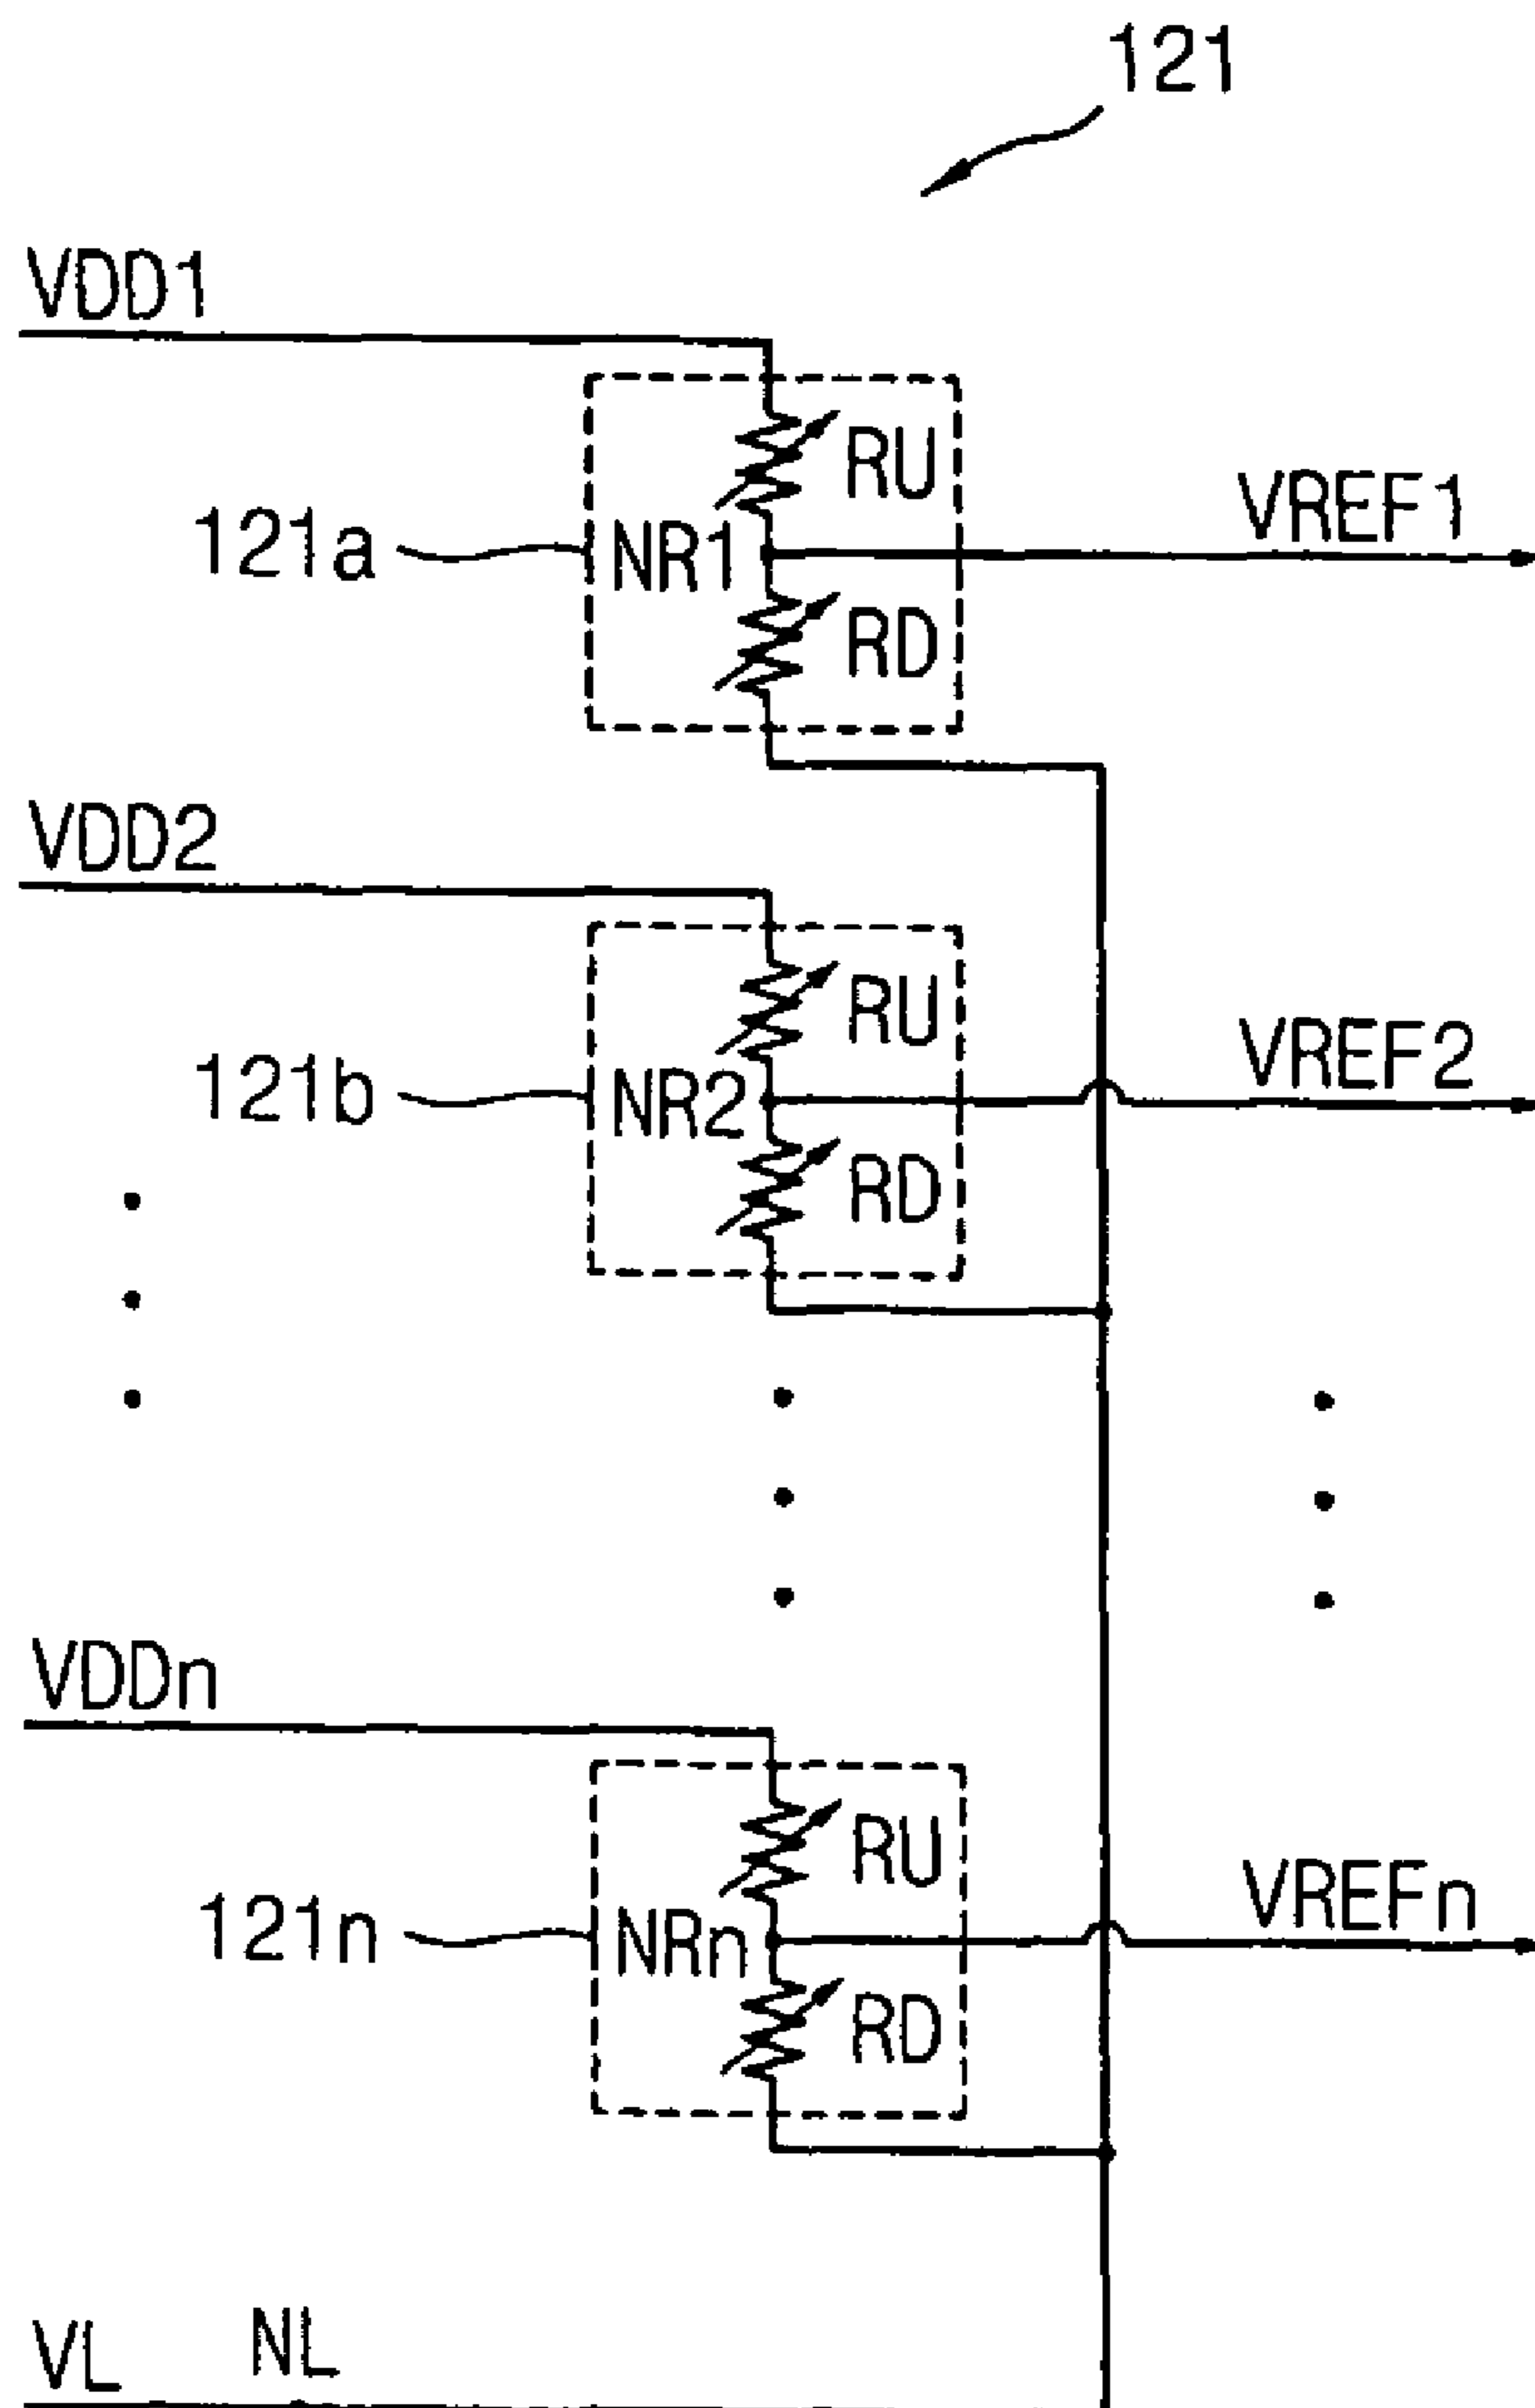 121
VDD1
RU
VREF1
121a
NR1
RD
VDD2
RU
VREF2
121b
NR2
RD
VDDn
RU
VREFn
121n
NRn
RD
VL
NL